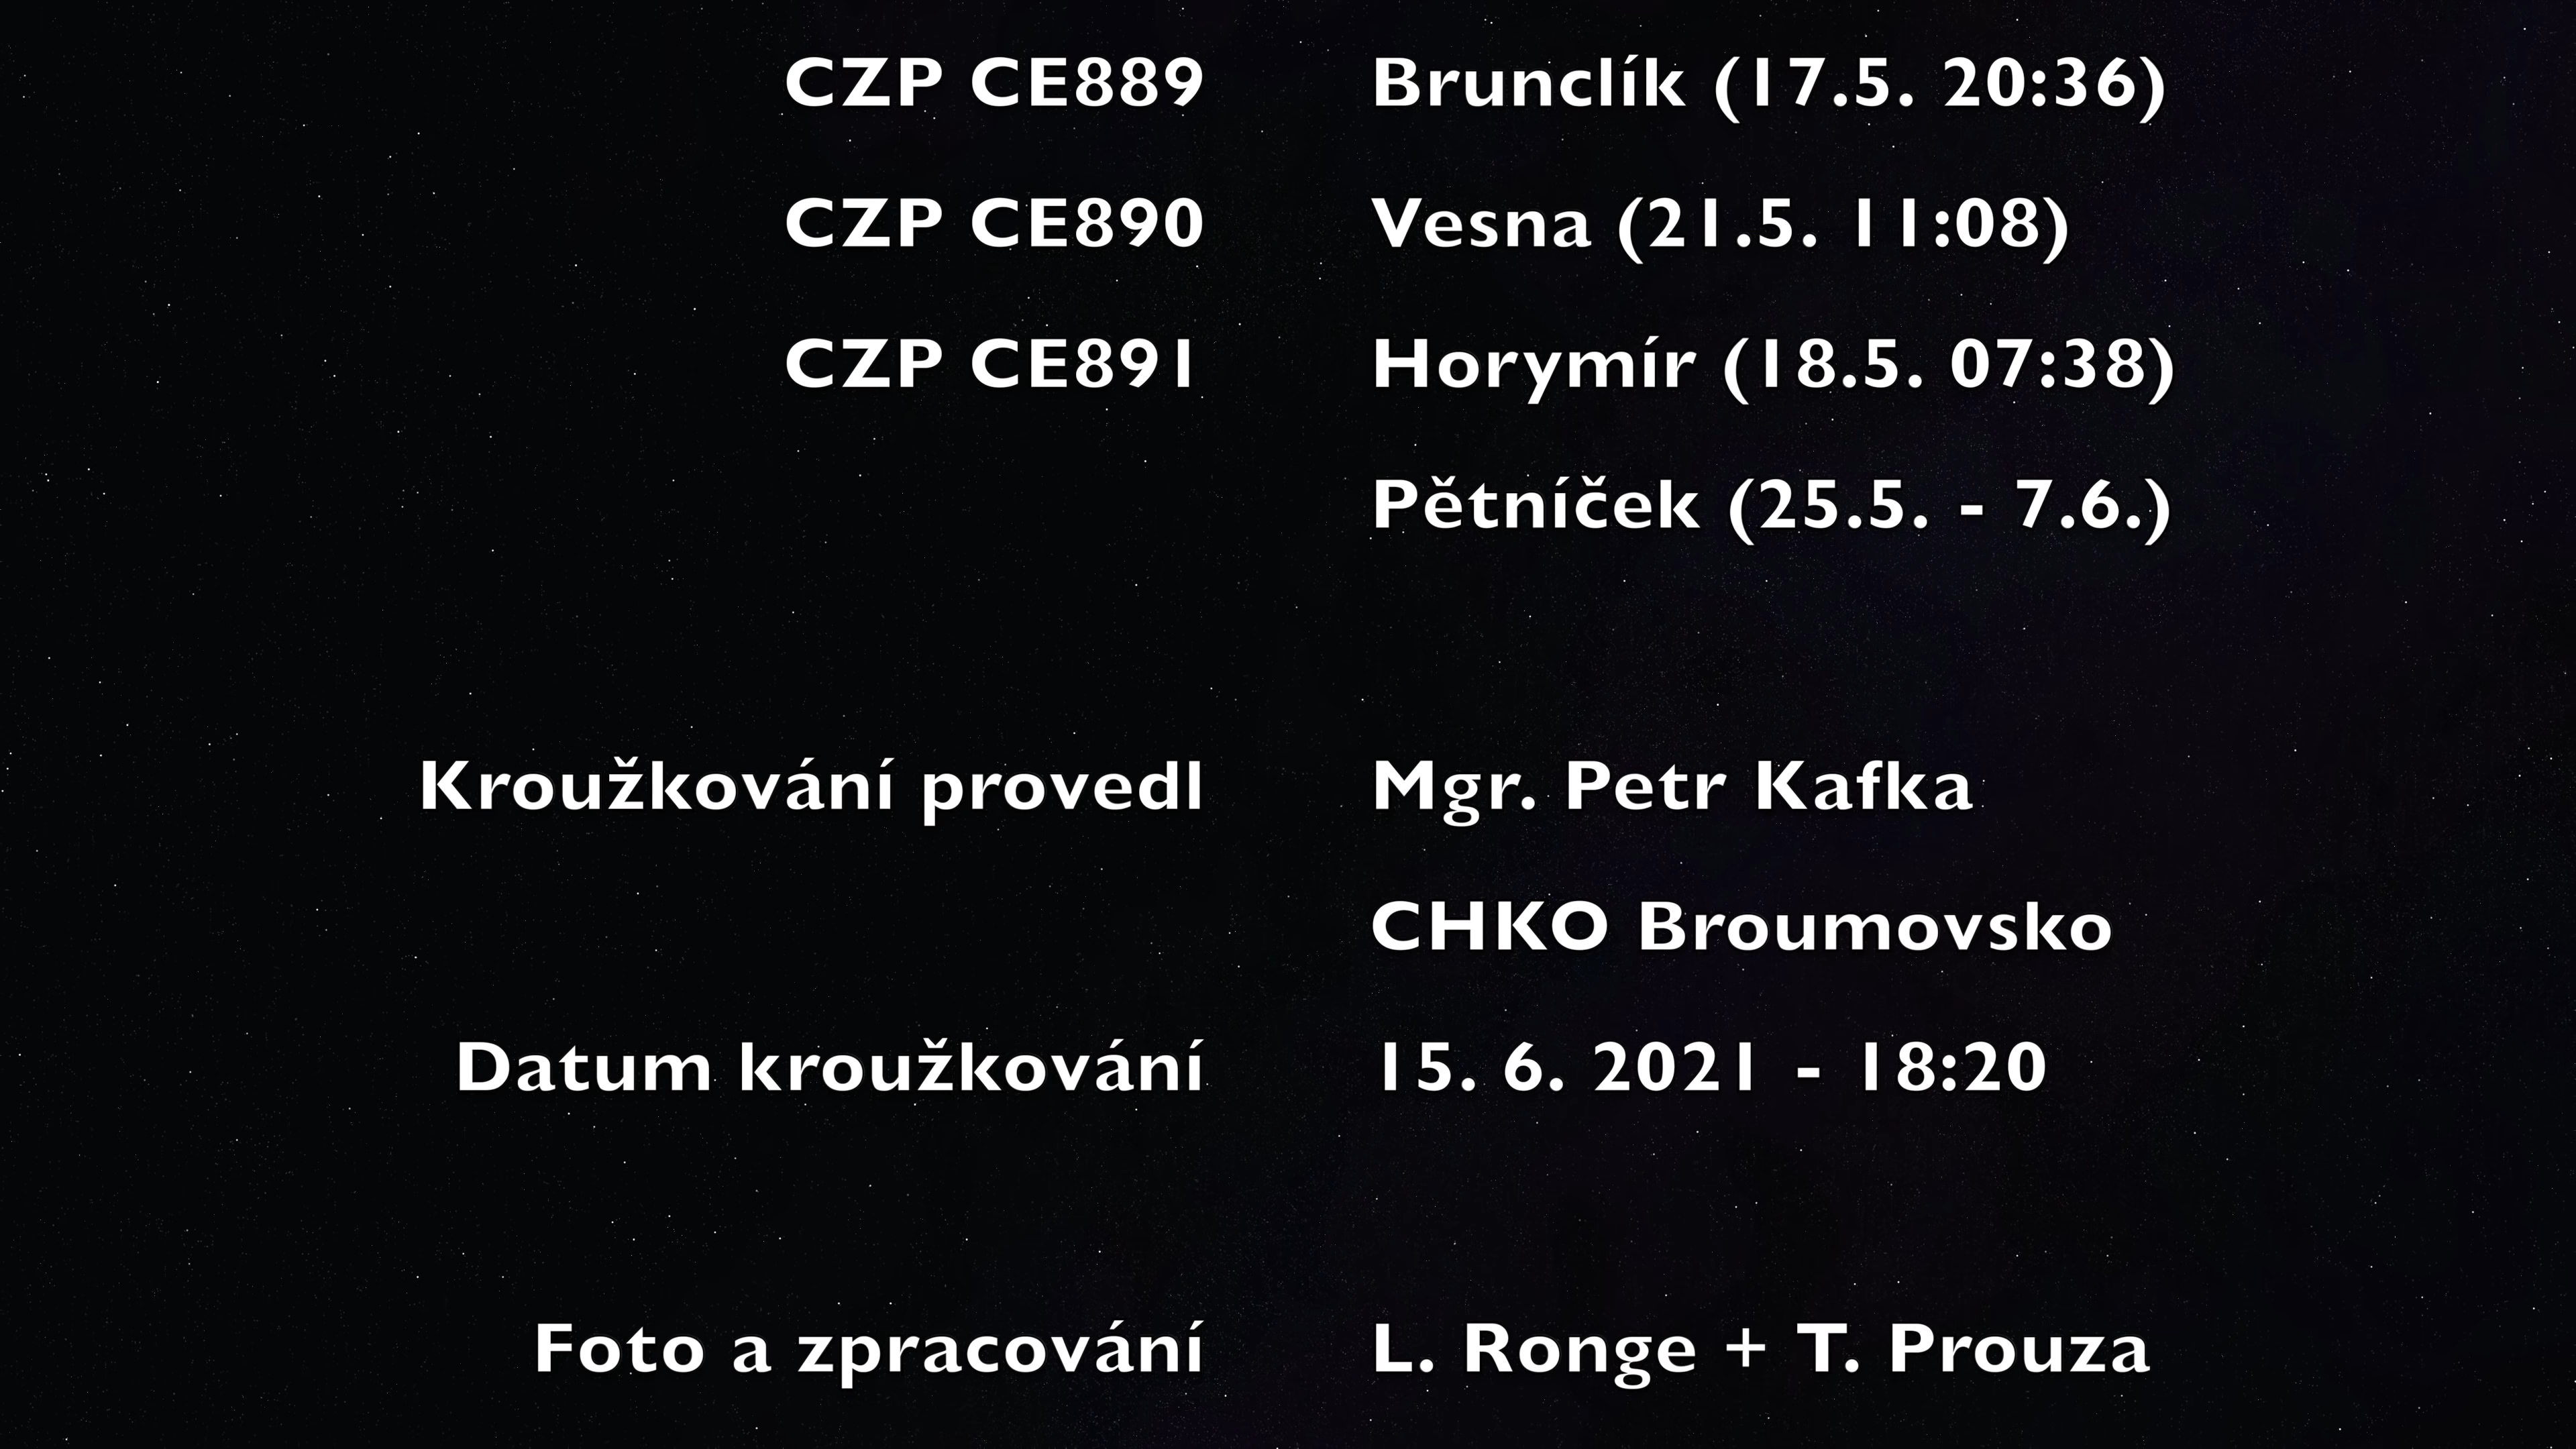 CZP CE889 Brunclík (17.5. 20:36)
CZP CE890 Vesna (21.5. 11:08)
CZP CE891 Horymír (18.5. 07:38)
Pětníček (25.5. - 7.6.)
Kroužkování provedl Mgr. Petr Kafka
CHKO Broumovsko
Datum kroužkování 15. 6. 2021 - 18:20
Foto a zpracování L. Ronge + T. Prouza